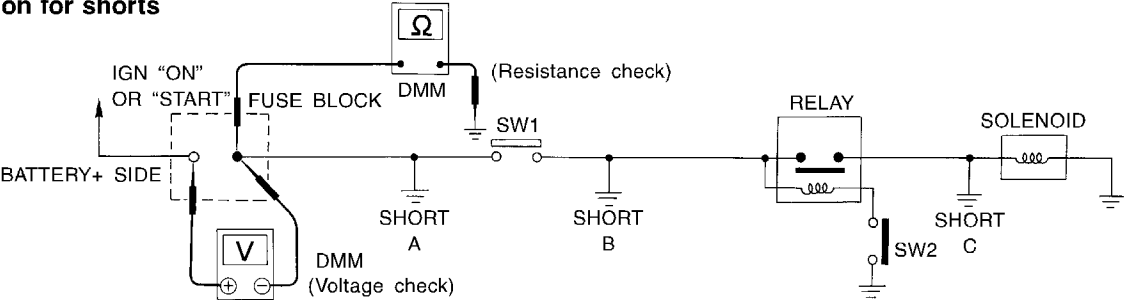 on for shorts
Ω
IGN “ON”
OR “START”
FUSE BLOCK
DMM
(Resistance check)
SW1
RELAY
SOLENOID
BATTERY+ SIDE
SHORT
A
SHORT
B
SHORT
C
SW2
V
+ −
DMM
(Voltage check)